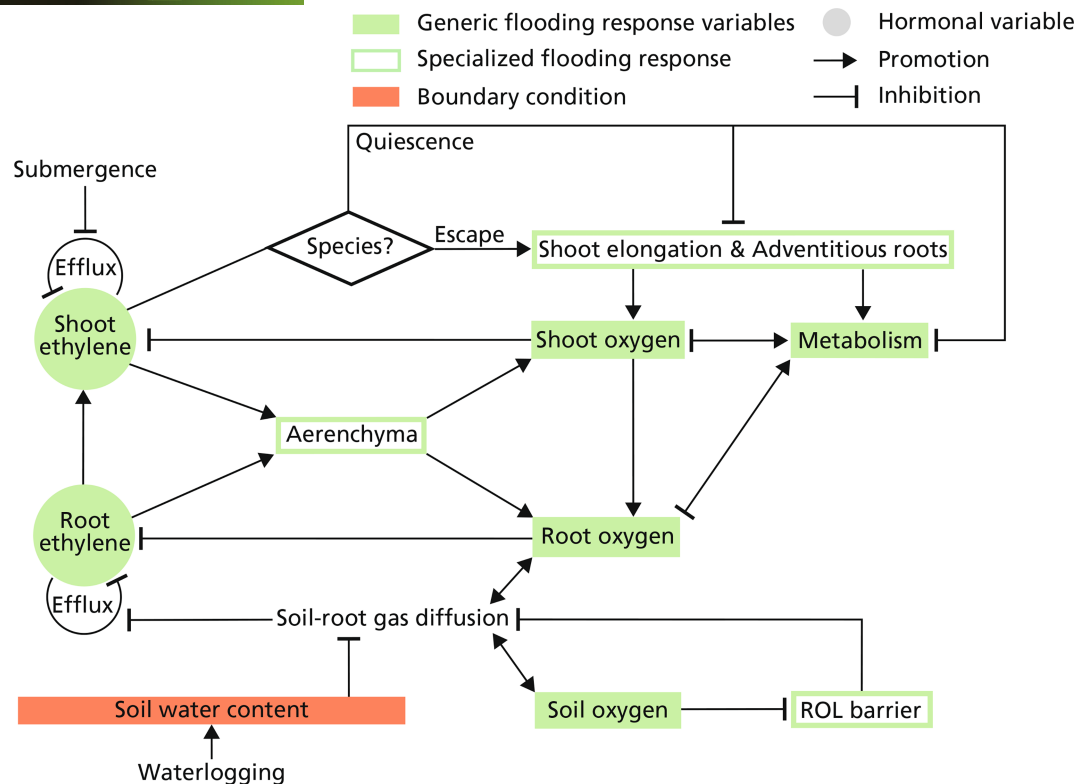 Generic flooding response variables
Hormonal variable
Specialized flooding response
Promotion
Boundary condition
Inhibition
Quiescence
Submergence
Species?
Escape
Shoot elongation & Adventitious roots
Efflux
Shoot
ethylene
Shoot oxygen
Metabolism
Aerenchyma
Root
ethylene
Root oxygen
Efflux
Soil-root gas diffusion
Soil water content
Soil oxygen
ROL barrier
Waterlogging